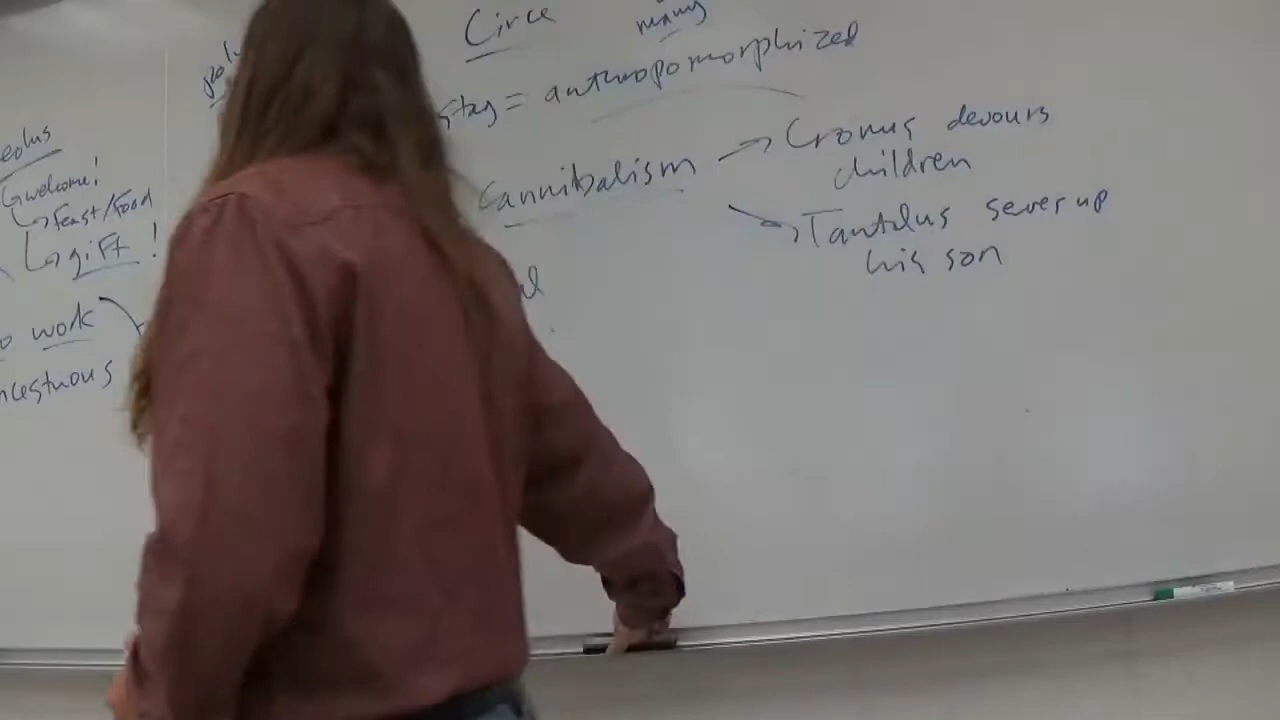 eolus
welcome!
Feast/Food
gift!
work
ncestuous
Circe
many
stag = anthropomorphized
Cannibalism → Cronus devours
children
Tantalus serves up
his son